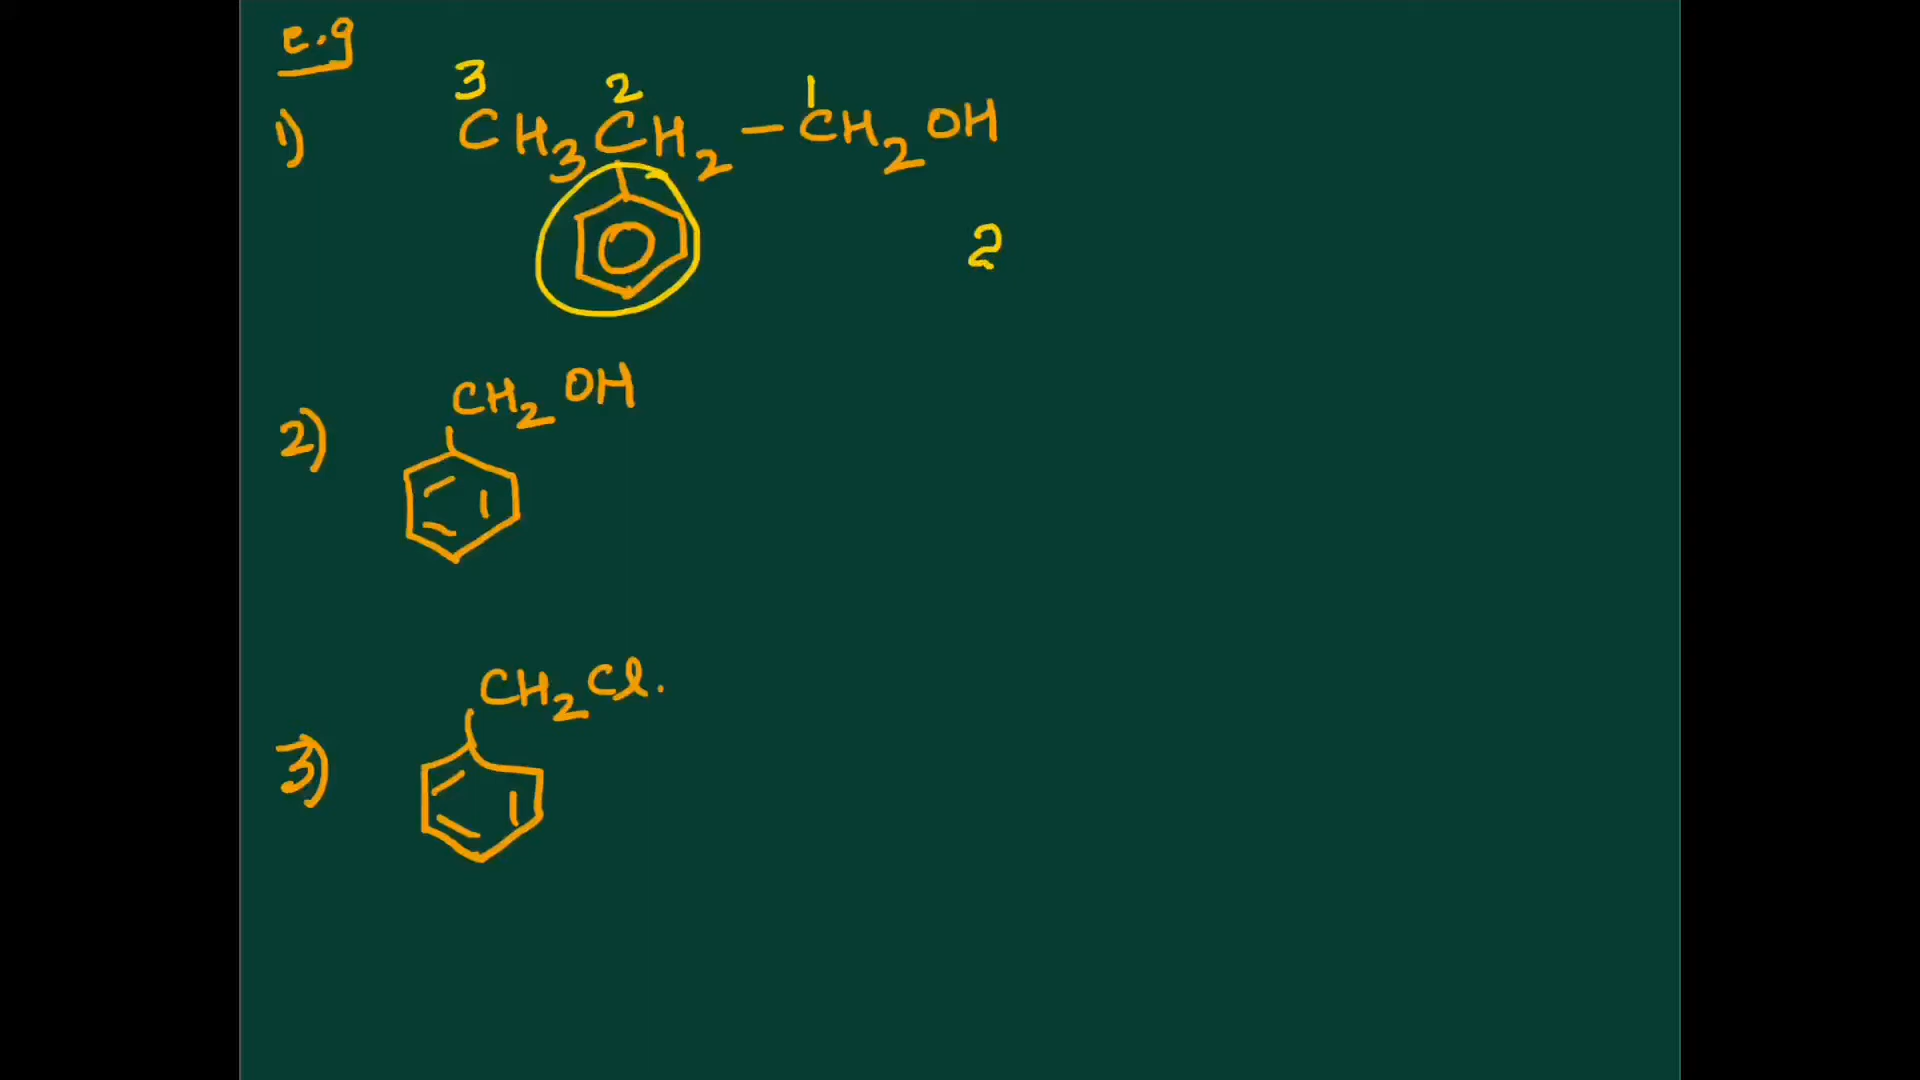 e.g
3 2 1
1) CH₃CH₂-CH₂OH
2
2) CH₂OH
3) CH₂Cl.